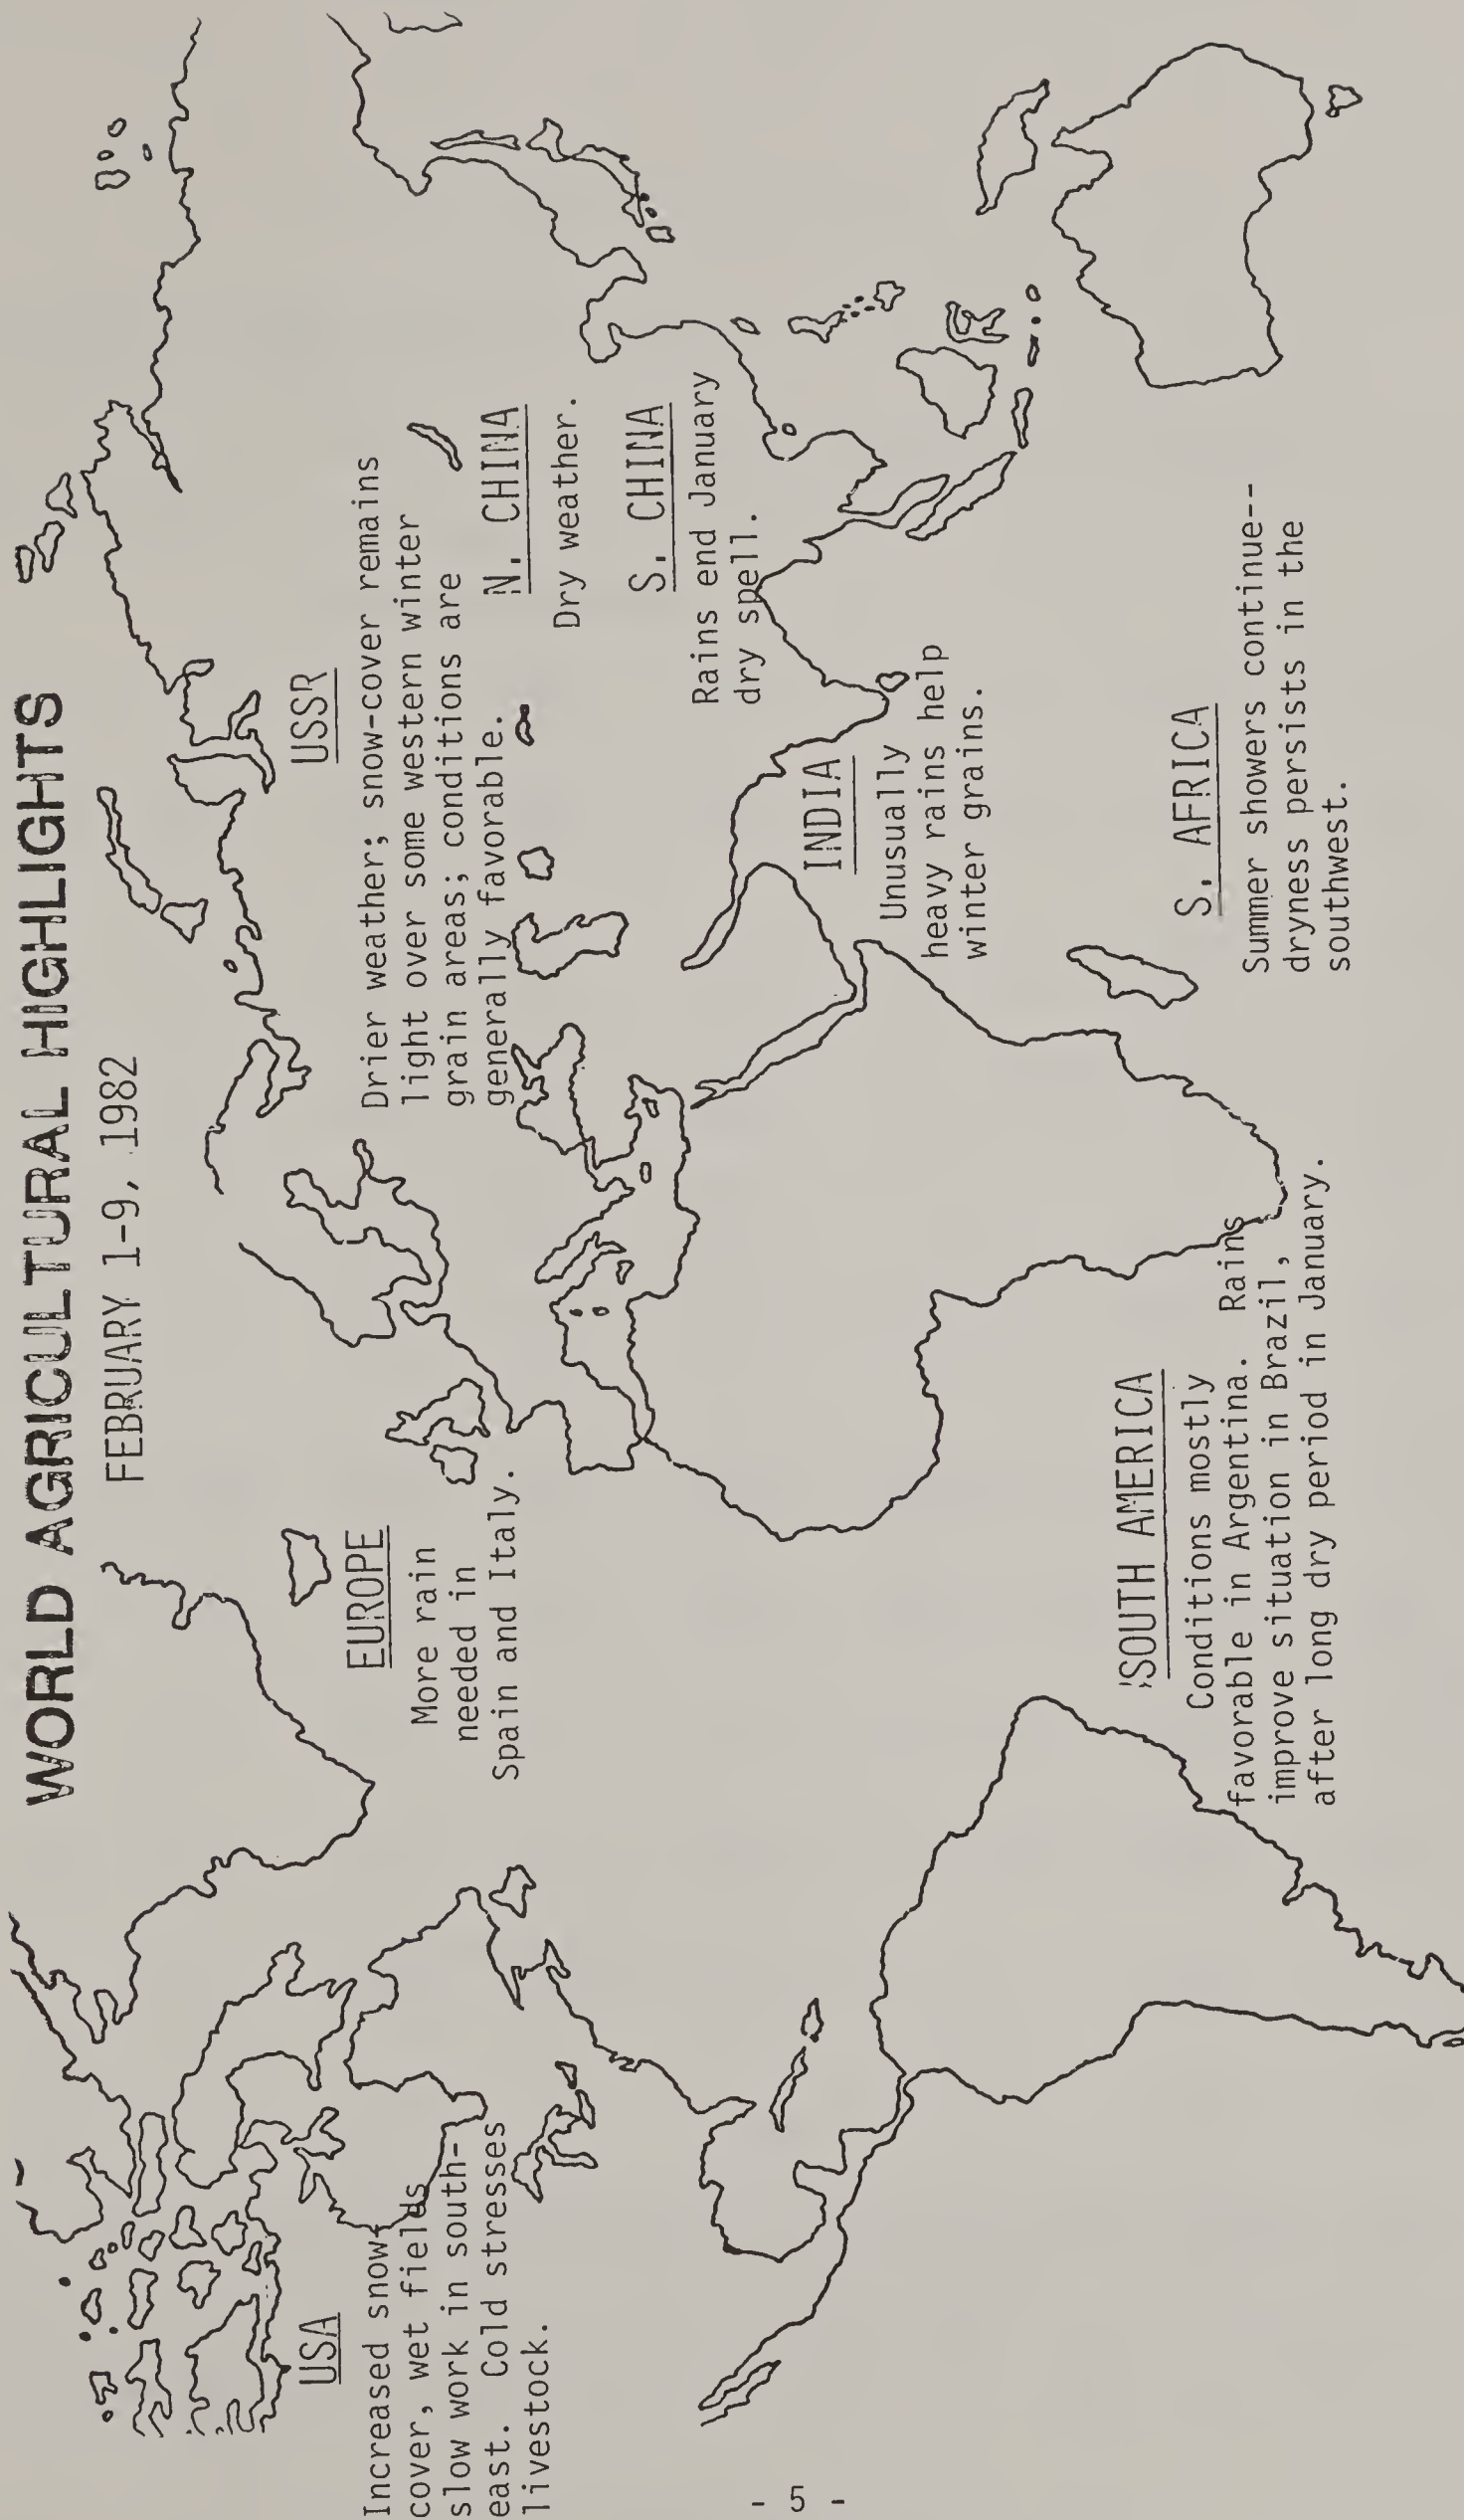 WORLD AGRICULTURAL HIGHLIGHTS
FEBRUARY 1-9, 1982
USA
Increased snow
cover, wet fields
slow work in south-
east. Cold stresses
livestock.
EUROPE
More rain
needed in
Spain and Italy.
USSR
Drier weather; snow-cover remains
light over some western winter
grain areas; conditions are
generally favorable.
N. CHINA
Dry weather.
S. CHINA
Rains end January
dry spell.
INDIA
Unusually
heavy rains help
winter grains.
SOUTH AMERICA
Conditions mostly
favorable in Argentina. Rains
improve situation in Brazil,
after long dry period in January.
S. AFRICA
Summer showers continue--
dryness persists in the
southwest.
- 5 -